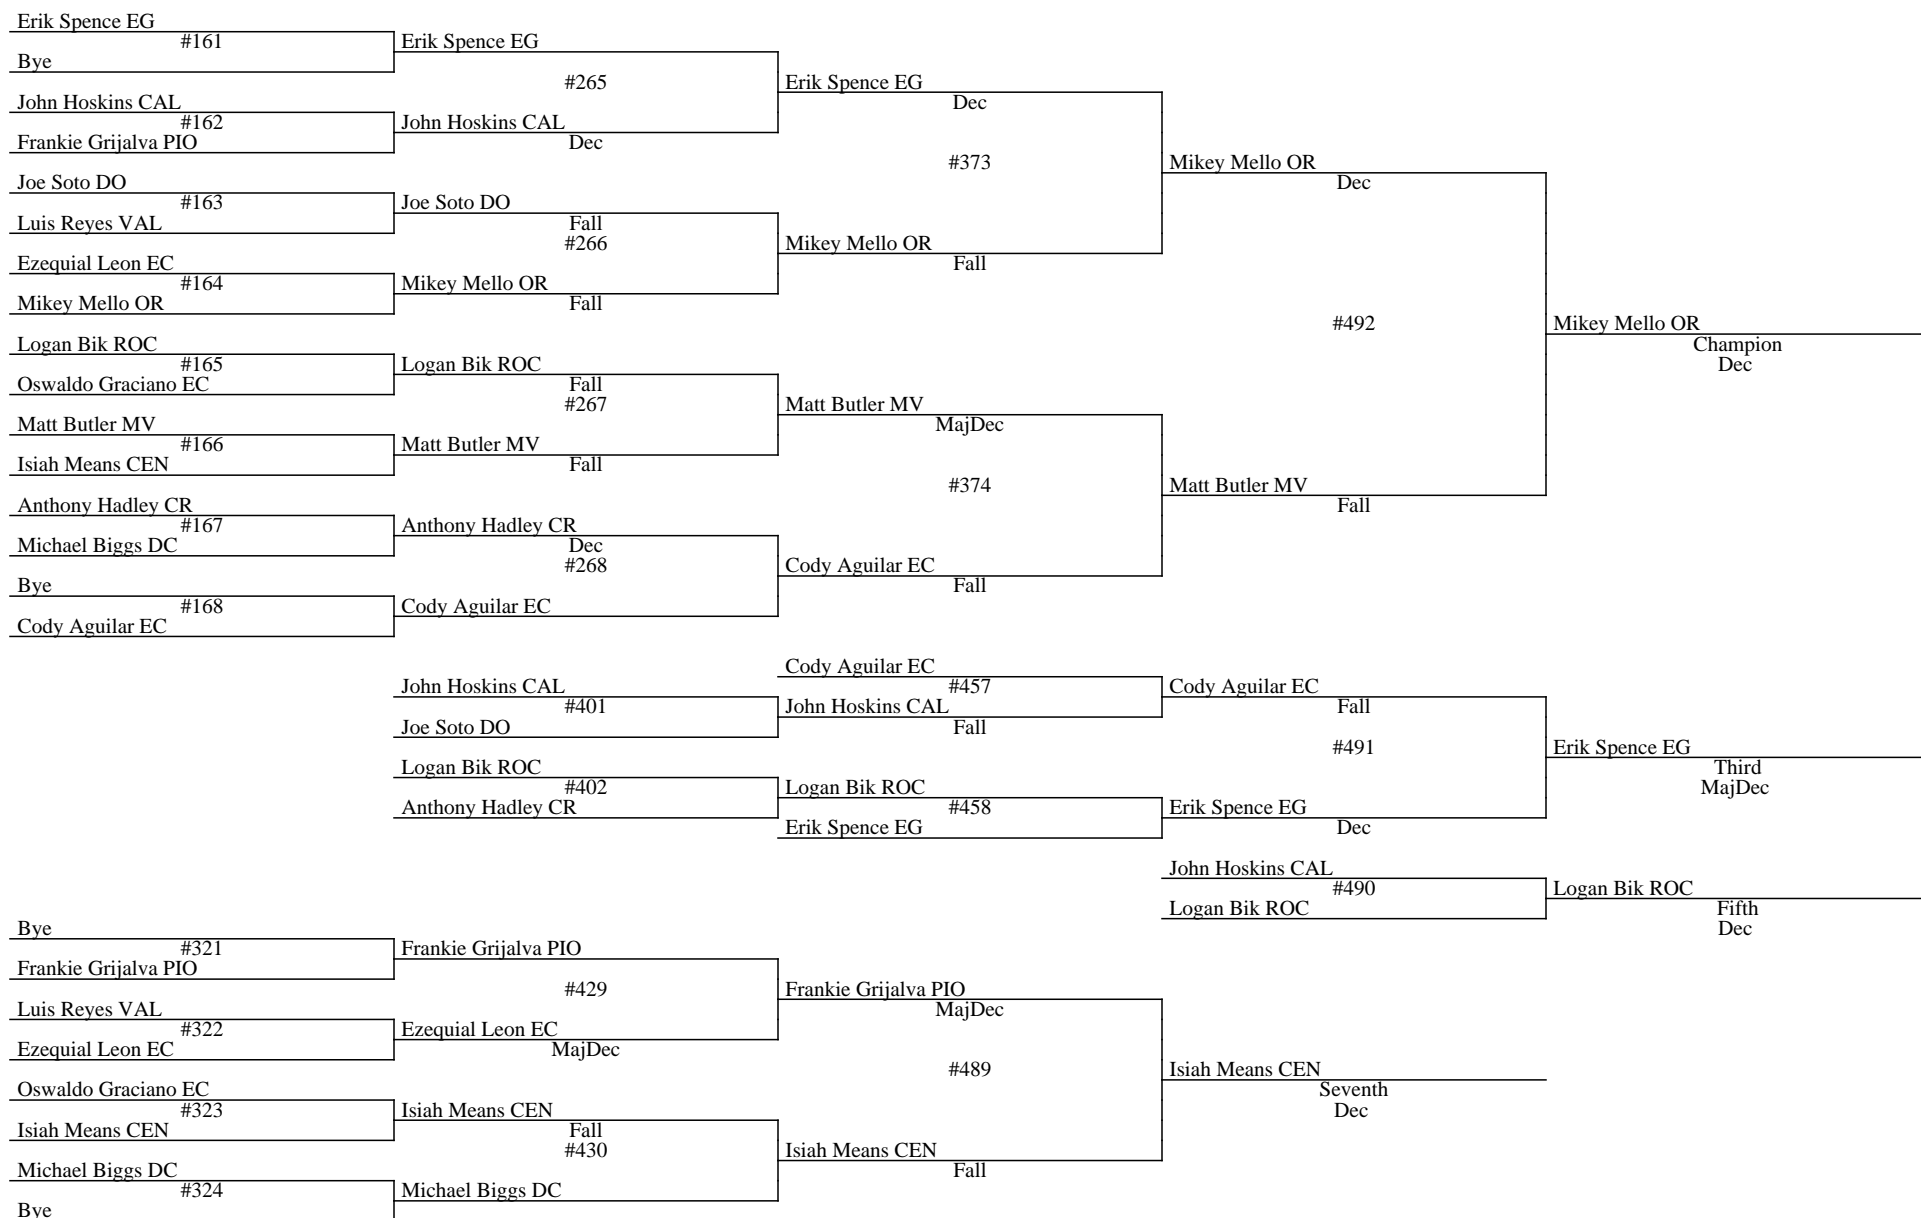 Erik Spence EG
#161
Bye
Erik Spence EG
#265
John Hoskins CAL
#162
Frankie Grijalva PIO
John Hoskins CAL
Dec
Erik Spence EG
Dec
#373
Joe Soto DO
#163
Luis Reyes VAL
Joe Soto DO
Fall
#266
Ezequial Leon EC
#164
Mikey Mello OR
Mikey Mello OR
Fall
Mikey Mello OR
Fall
Mikey Mello OR
Dec
#492
Logan Bik ROC
#165
Oswaldo Graciano EC
Logan Bik ROC
Fall
#267
Matt Butler MV
#166
Isiah Means CEN
Matt Butler MV
Fall
Matt Butler MV
MajDec
#374
Anthony Hadley CR
#167
Michael Biggs DC
Anthony Hadley CR
Dec
#268
Bye
#168
Cody Aguilar EC
Cody Aguilar EC
Cody Aguilar EC
Fall
Matt Butler MV
Fall
Mikey Mello OR
Champion
Dec
John Hoskins CAL
#401
Joe Soto DO
Cody Aguilar EC
#457
John Hoskins CAL
Fall
Cody Aguilar EC
Fall
#491
Logan Bik ROC
#402
Anthony Hadley CR
Logan Bik ROC
#458
Erik Spence EG
Erik Spence EG
Dec
Erik Spence EG
Third
MajDec
John Hoskins CAL
#490
Logan Bik ROC
Logan Bik ROC
Fifth
Dec
Bye
#321
Frankie Grijalva PIO
Frankie Grijalva PIO
#429
Luis Reyes VAL
#322
Ezequial Leon EC
Ezequial Leon EC
MajDec
Frankie Grijalva PIO
MajDec
#489
Oswaldo Graciano EC
#323
Isiah Means CEN
Isiah Means CEN
Fall
#430
Michael Biggs DC
#324
Bye
Michael Biggs DC
Isiah Means CEN
Fall
Isiah Means CEN
Seventh
Dec